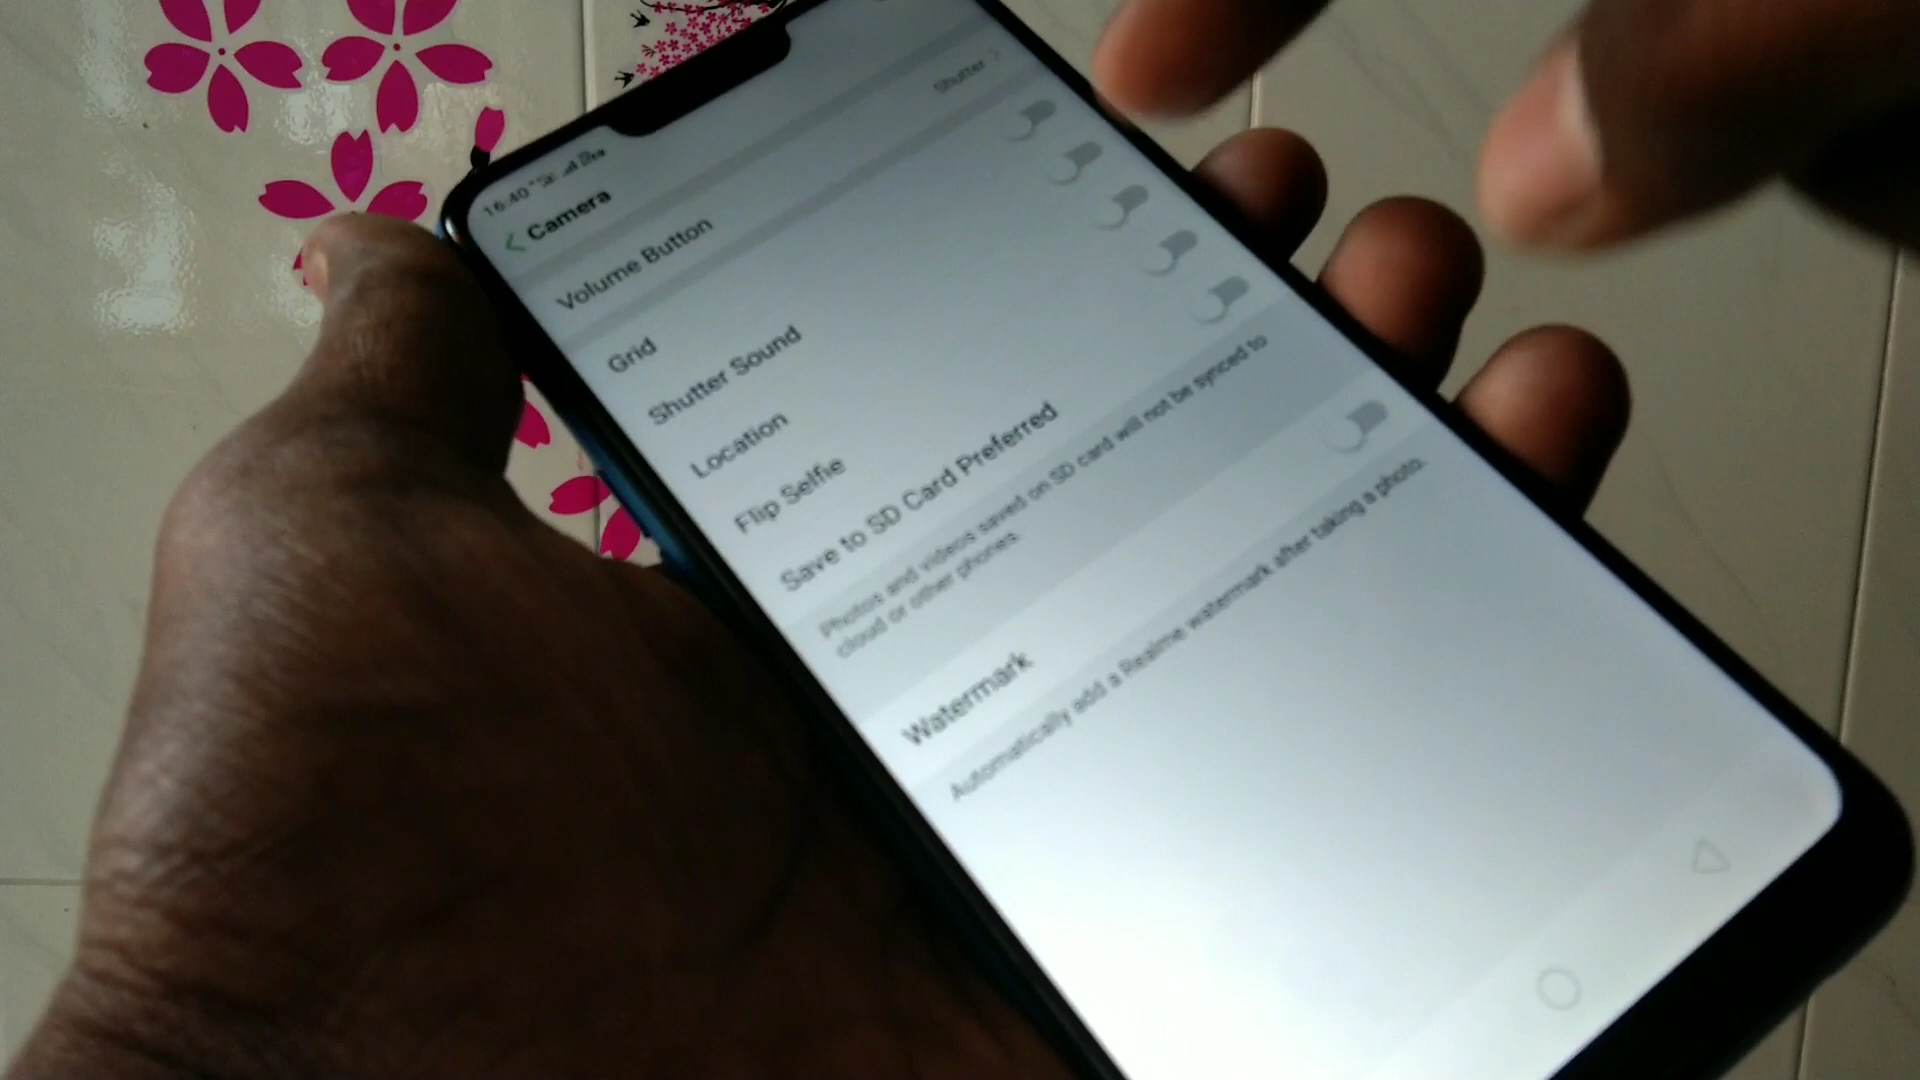 16:40
Camera
Volume Button Shutter
Grid
Shutter Sound
Location
Flip Selfie
Save to SD Card Preferred
Photos and videos saved on SD card will not be synced to
cloud or other phones.
Watermark
Automatically add a Realme watermark after taking a photo.